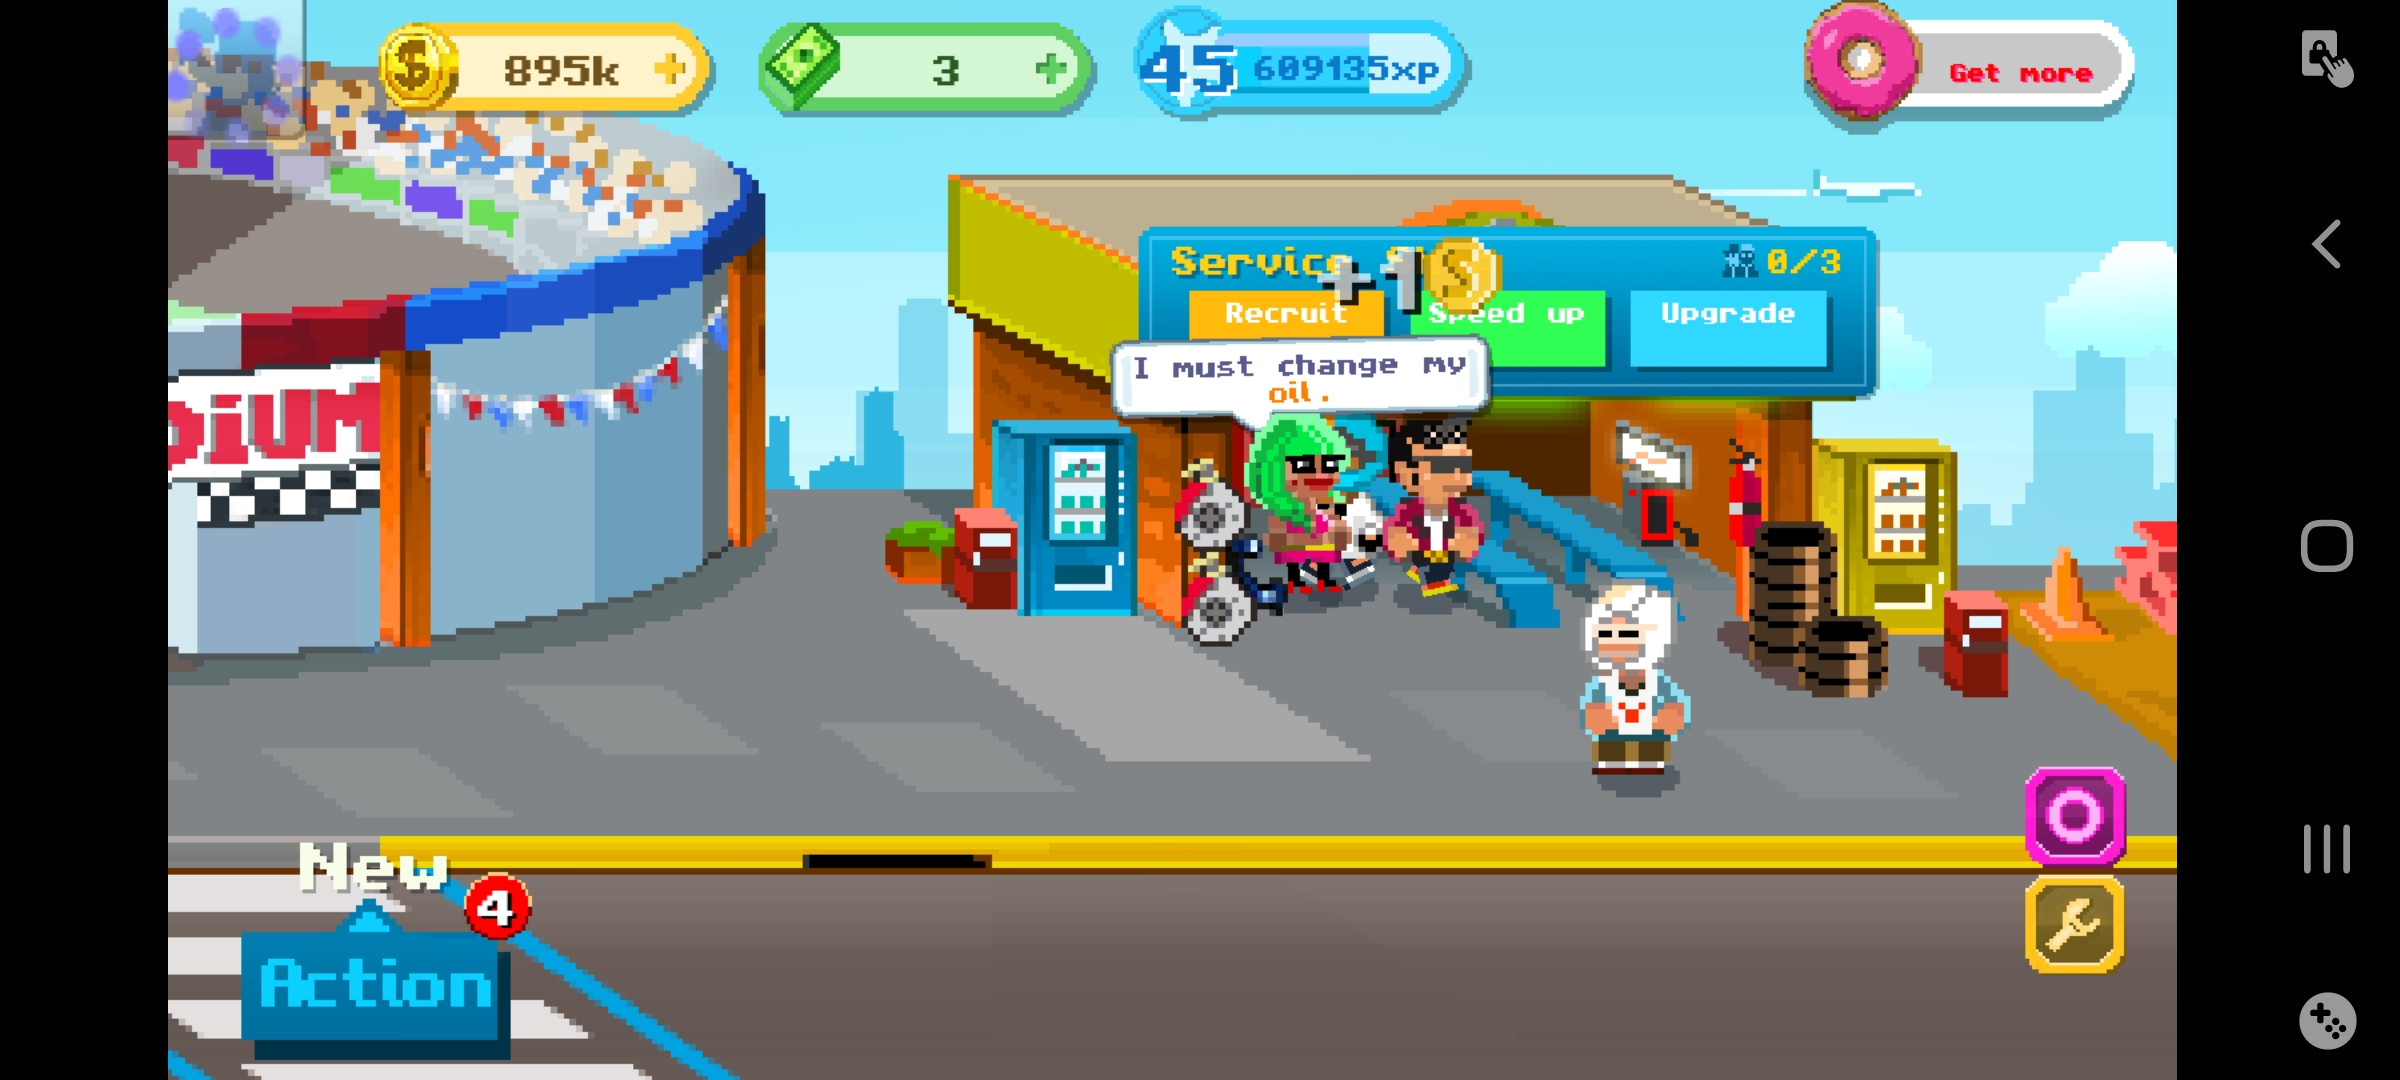 895k
3
45
609135xp
Get more
Service
+1
0/3
Recruit
Speed up
Upgrade
I must change my
oil.
DiUM
New
4
Action